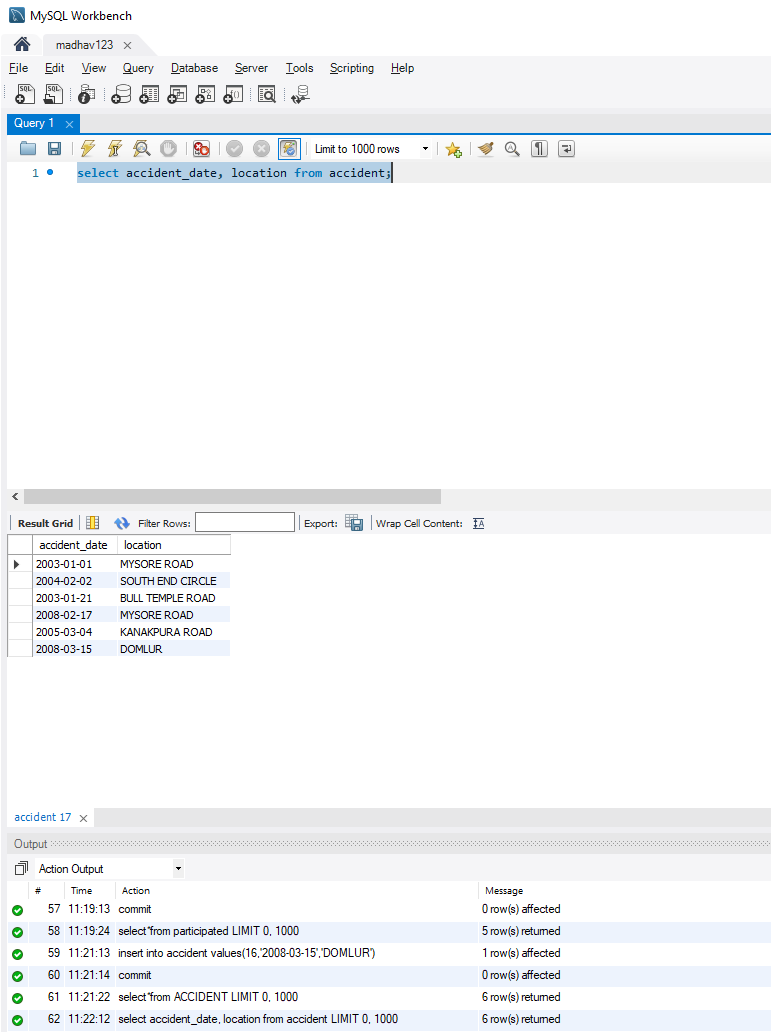 MySQL Workbench
madhav123
File Edit View Query Database Server Tools Scripting Help
Query 1
Limit to 1000 rows
1 select accident_date, location from accident;
Result Grid Filter Rows: Export: Wrap Cell Content:
accident_date location
2003-01-01 MYSORE ROAD
2004-02-02 SOUTH END CIRCLE
2003-01-21 BULL TEMPLE ROAD
2008-02-17 MYSORE ROAD
2005-03-04 KANAKPURA ROAD
2008-03-15 DOMLUR
accident 17
Output
Action Output
# Time Action Message
57 11:19:13 commit 0 row(s) affected
58 11:19:24 select*from participated LIMIT 0, 1000 5 row(s) returned
59 11:21:13 insert into accident values(16,'2008-03-15','DOMLUR') 1 row(s) affected
60 11:21:14 commit 0 row(s) affected
61 11:21:22 select*from ACCIDENT LIMIT 0, 1000 6 row(s) returned
62 11:22:12 select accident_date, location from accident LIMIT 0, 1000 6 row(s) returned